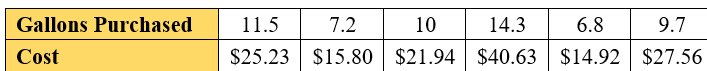 Gallons Purchased 11.5 7.2 10 14.3 6.8 9.7
Cost $25.23 $15.80 $21.94 $40.63 $14.92 $27.56